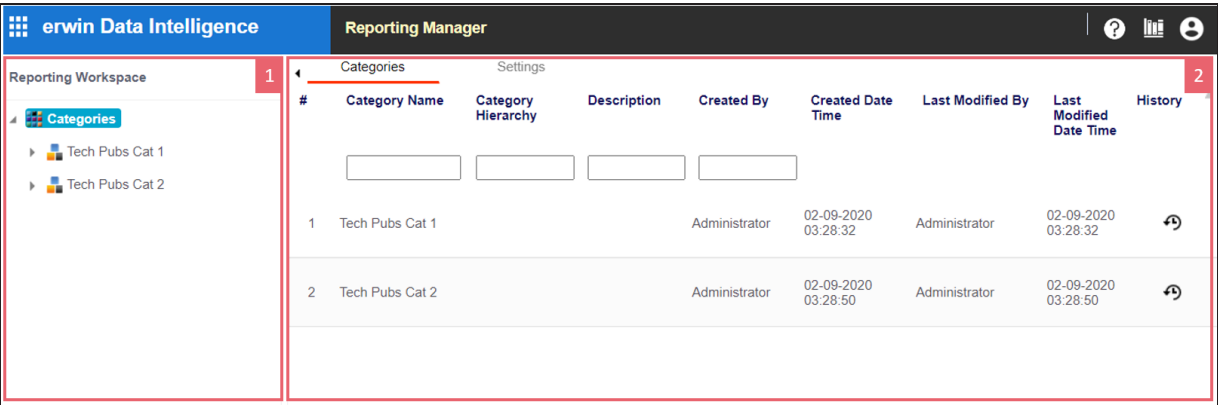 erwin Data Intelligence
Reporting Manager
Reporting Workspace
1
Categories
Tech Pubs Cat 1
Tech Pubs Cat 2
Categories Settings
2
# Category Name Category Hierarchy Description Created By Created Date Time Last Modified By Last Modified Date Time History
1 Tech Pubs Cat 1 Administrator 02-09-2020 03:28:32 Administrator 02-09-2020 03:28:32
2 Tech Pubs Cat 2 Administrator 02-09-2020 03:28:50 Administrator 02-09-2020 03:28:50